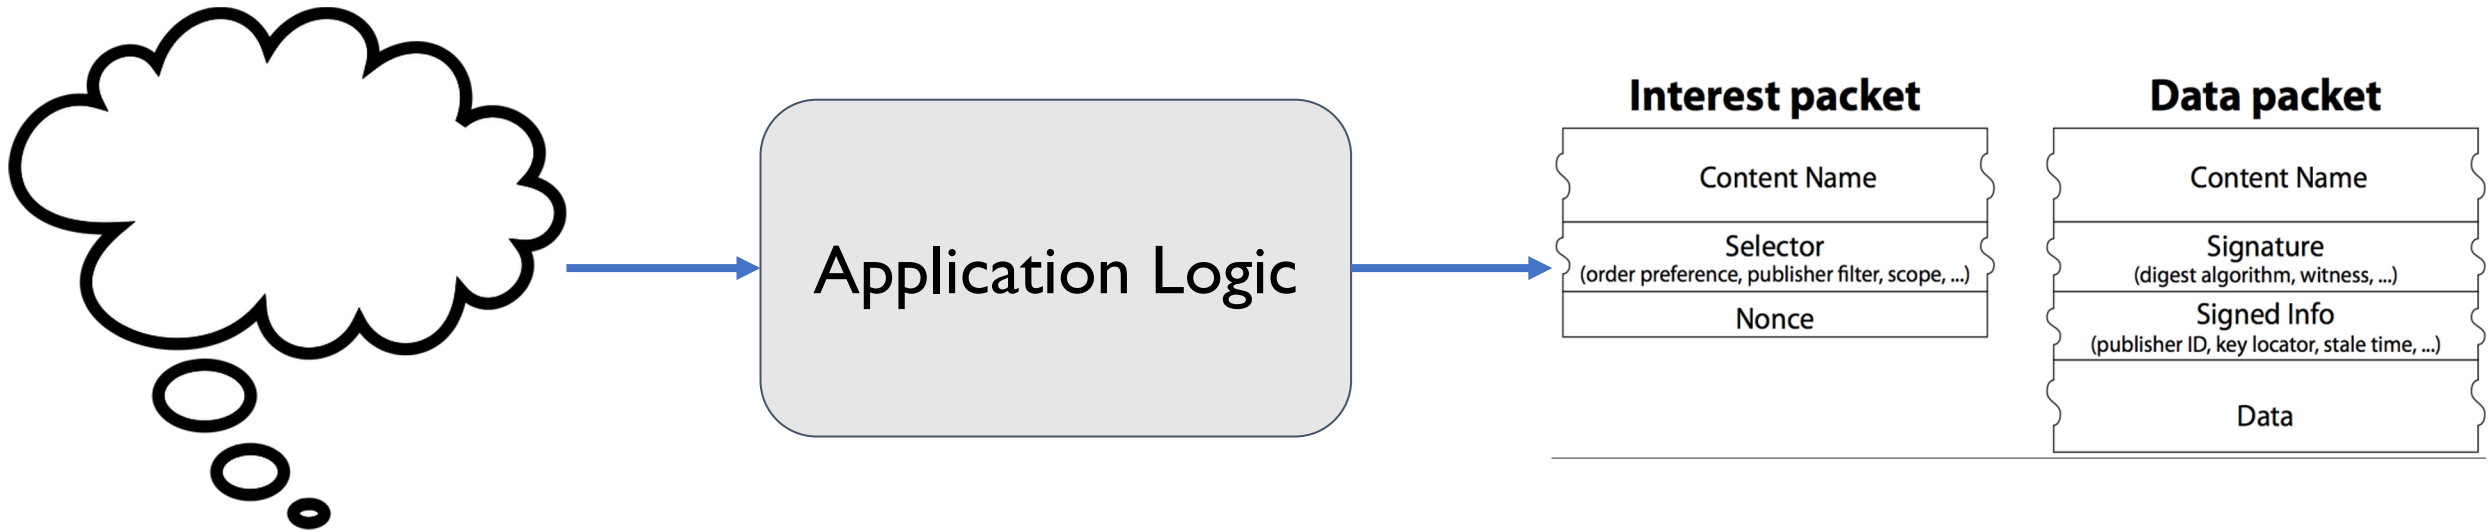 Application Logic
Interest packet
Content Name
Selector
(order preference, publisher filter, scope, ...)
Nonce
Data packet
Content Name
Signature
(digest algorithm, witness, ...)
Signed Info
(publisher ID, key locator, stale time, ...)
Data